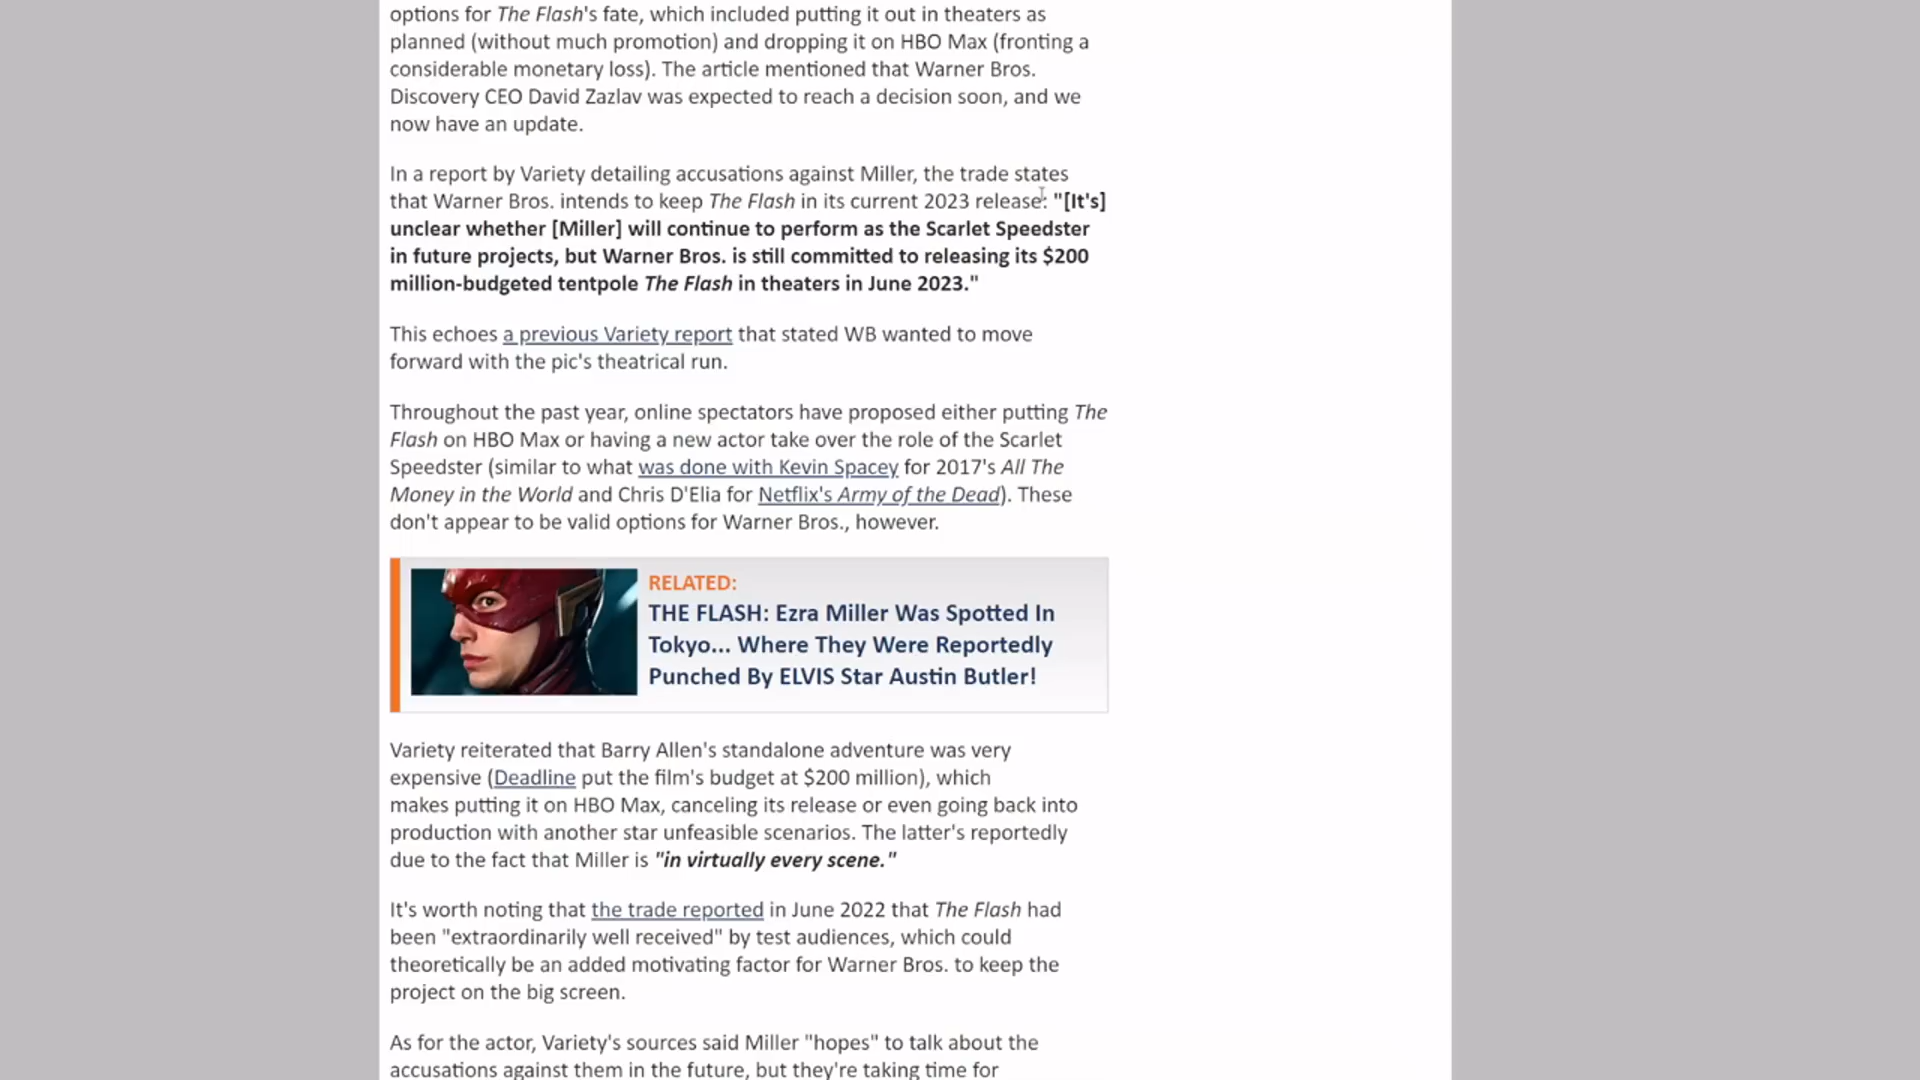 options for The Flash's fate, which included putting it out in theaters as
planned (without much promotion) and dropping it on HBO Max (fronting a
considerable monetary loss). The article mentioned that Warner Bros.
Discovery CEO David Zazlav was expected to reach a decision soon, and we
now have an update.
In a report by Variety detailing accusations against Miller, the trade states
that Warner Bros. intends to keep The Flash in its current 2023 release: "[It's]
unclear whether [Miller] will continue to perform as the Scarlet Speedster
in future projects, but Warner Bros. is still committed to releasing its $200
million-budgeted tentpole The Flash in theaters in June 2023."
This echoes a previous Variety report that stated WB wanted to move
forward with the pic's theatrical run.
Throughout the past year, online spectators have proposed either putting The
Flash on HBO Max or having a new actor take over the role of the Scarlet
Speedster (similar to what was done with Kevin Spacey for 2017's All The
Money in the World and Chris D'Elia for Netflix's Army of the Dead). These
don't appear to be valid options for Warner Bros., however.
RELATED:
THE FLASH: Ezra Miller Was Spotted In
Tokyo... Where They Were Reportedly
Punched By ELVIS Star Austin Butler!
Variety reiterated that Barry Allen's standalone adventure was very
expensive (Deadline put the film's budget at $200 million), which
makes putting it on HBO Max, canceling its release or even going back into
production with another star unfeasible scenarios. The latter's reportedly
due to the fact that Miller is "in virtually every scene."
It's worth noting that the trade reported in June 2022 that The Flash had
been "extraordinarily well received" by test audiences, which could
theoretically be an added motivating factor for Warner Bros. to keep the
project on the big screen.
As for the actor, Variety's sources said Miller "hopes" to talk about the
accusations against them in the future, but they're taking time for